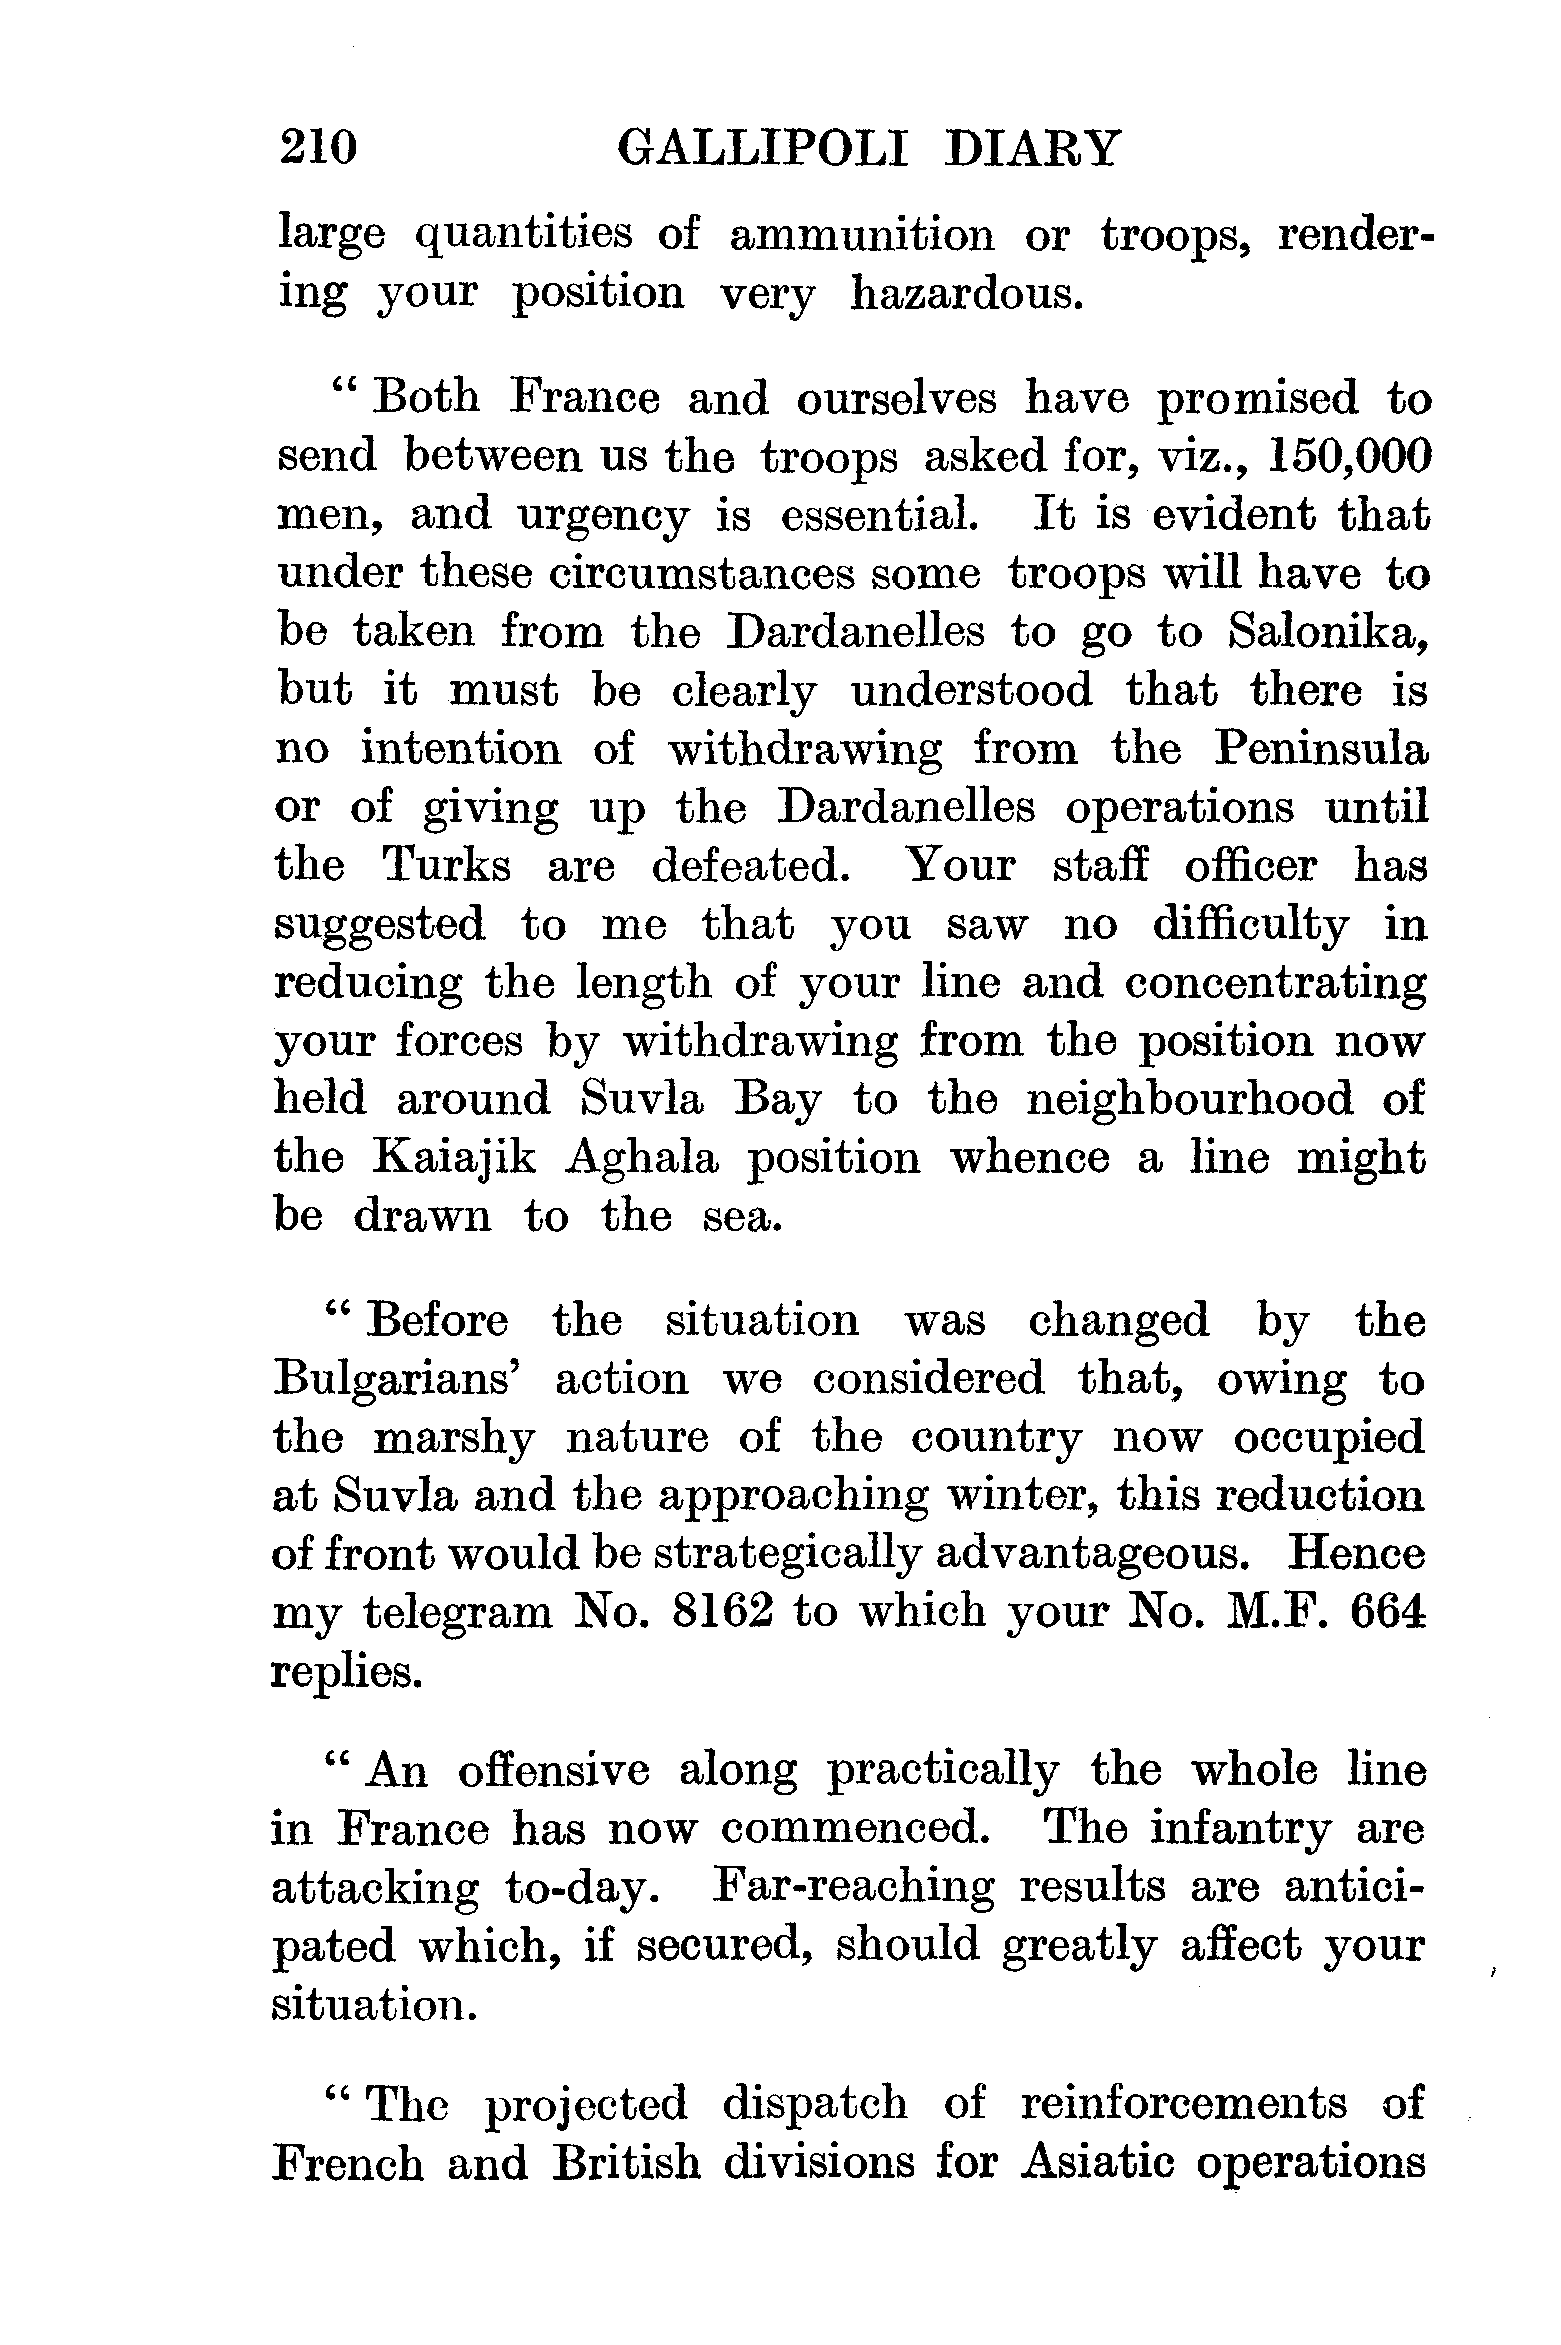 210 GALLIPOLI DIARY
large quantities of ammunition or troops, render-
ing your position very hazardous.
“ Both France and ourselves have promised to
send between us the troops asked for, viz., 150,000
men, and urgency is essential. It is evident that
under these circumstances some troops will have to
be taken from the Dardanelles to go to Salonika,
but it must be clearly understood that there is
no intention of withdrawing from the Peninsula
or of giving up the Dardanelles operations until
the Turks are defeated. Your staff officer has
suggested to me that you saw no difficulty in
reducing the length of your line and concentrating
your forces by withdrawing from the position now
held around Suvla Bay to the neighbourhood of
the Kaiajik Aghala position whence a line might
be drawn to the sea.
“ Before the situation was changed by the
Bulgarians’ action we considered that, owing to
the marshy nature of the country now occupied
at Suvla and the approaching winter, this reduction
of front would be strategically advantageous. Hence
my telegram No. 8162 to which your No. M.F. 664
replies.
“ An offensive along practically the whole line
in France has now commenced. The infantry are
attacking to-day. Far-reaching results are antici-
pated which, if secured, should greatly affect your
situation.
“ The projected dispatch of reinforcements of
French and British divisions for Asiatic operations